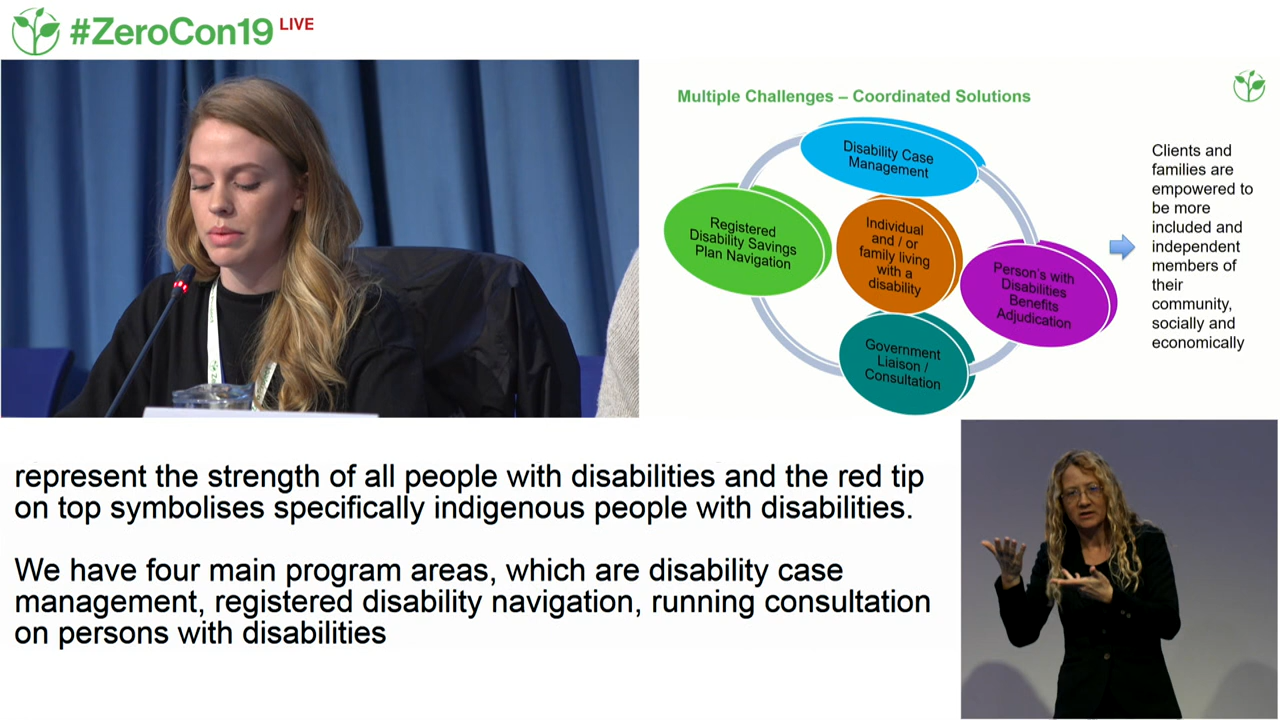 #ZeroCon19 LIVE
Multiple Challenges – Coordinated Solutions
Disability Case
Management
Registered
Disability Savings
Plan Navigation
Individual
and / or
family living
with a
disability
Person's with
Disabilities
Benefits
Adjudication
Government
Liaison /
Consultation
Clients and
families are
empowered to
be more
included and
independent
members of
their
community,
socially and
economically
represent the strength of all people with disabilities and the red tip
on top symbolises specifically indigenous people with disabilities.
We have four main program areas, which are disability case
management, registered disability navigation, running consultation
on persons with disabilities